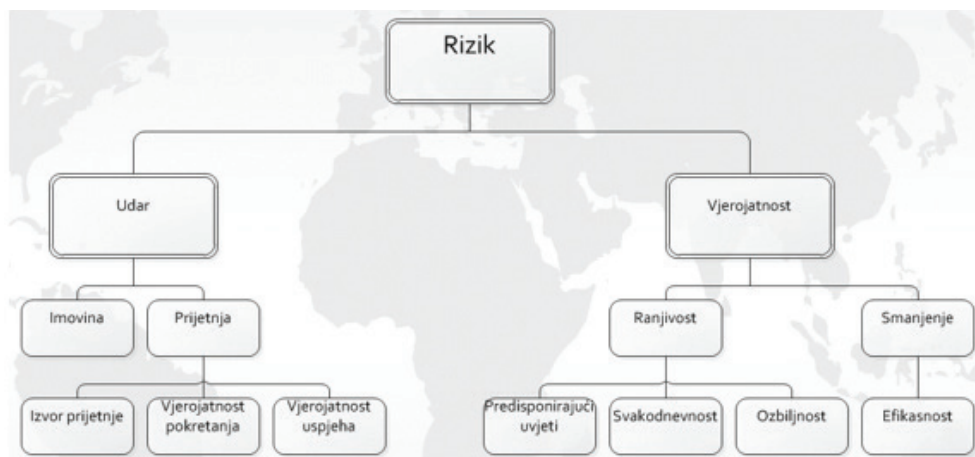 Rizik
Udar
Vjerojatnost
Imovina
Prijetnja
Ranjivost
Smanjenje
Izvor prijetnje
Vjerojatnost
pokretanja
Vjerojatnost
uspjeha
Predisponirajući
uvjeti
Svakodnevnost
Ozbiljnost
Efikasnost